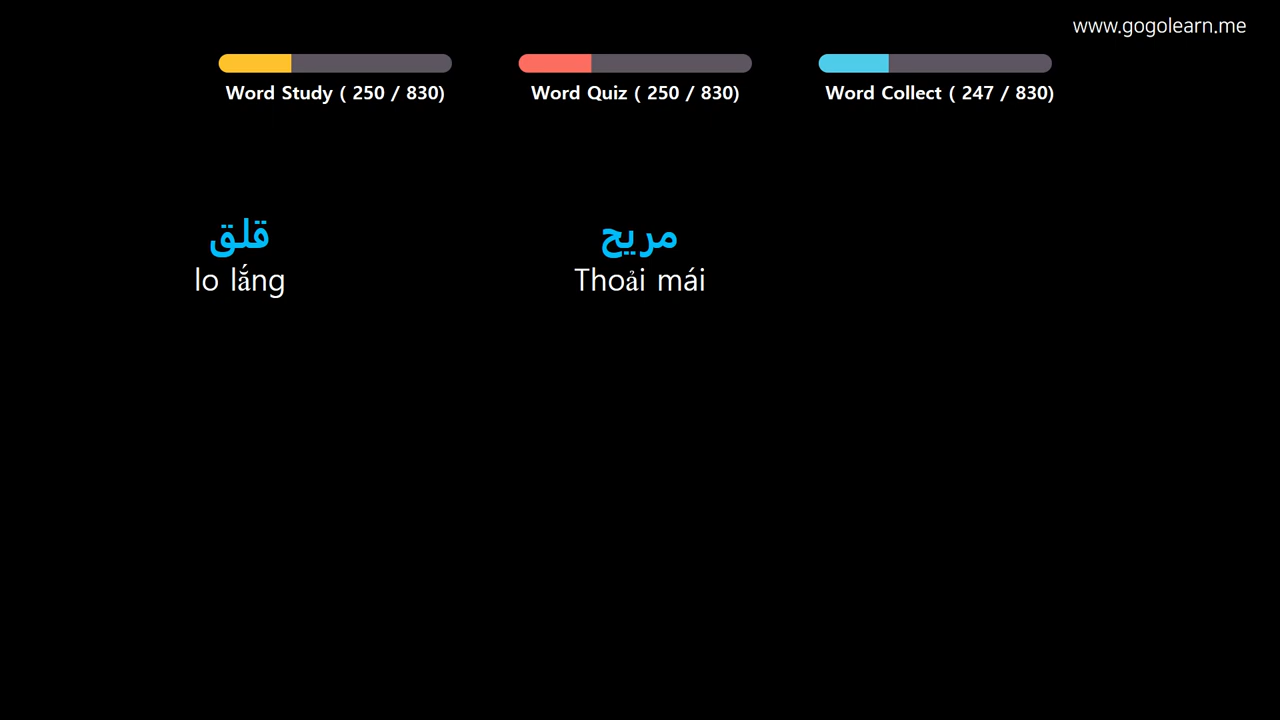 www.gogolearn.me
Word Study ( 250 / 830)
Word Quiz ( 250 / 830)
Word Collect ( 247 / 830)
قلق
lo lắng
مريح
Thoải mái